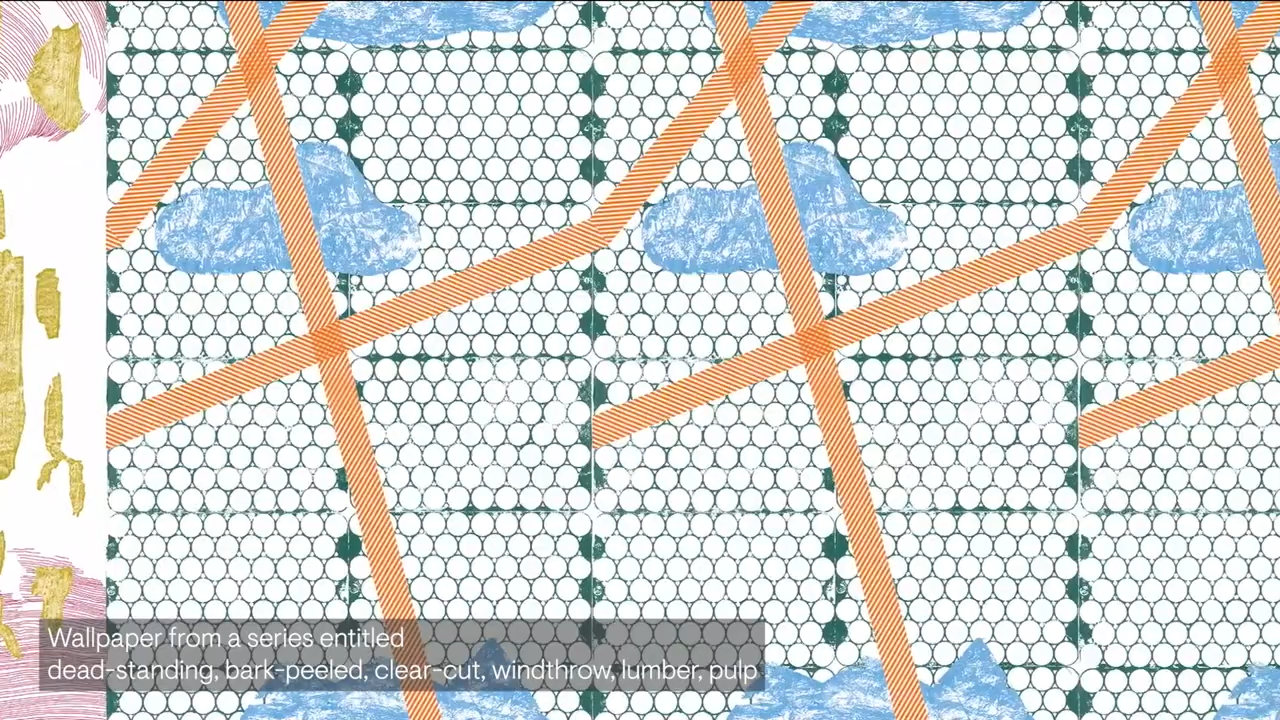 Wallpaper from a series entitled
dead-standing, bark-peeled, clear-cut, windthrow, lumber, pulp